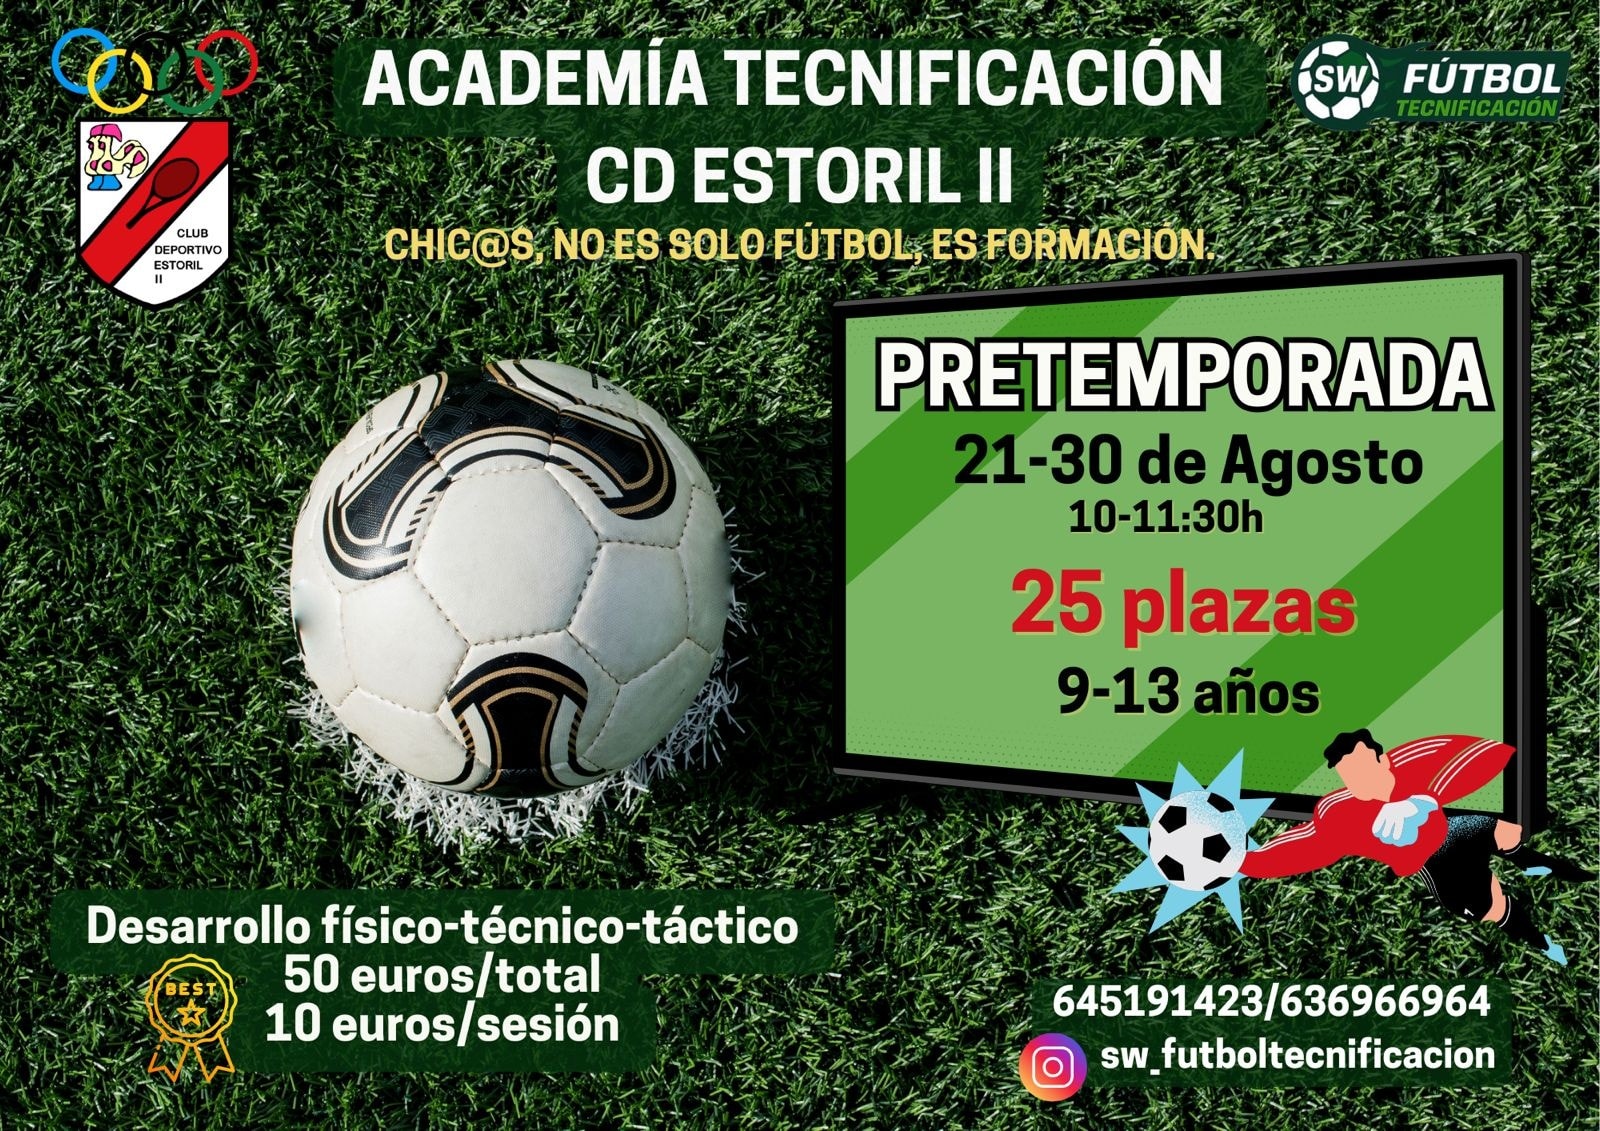 ACADEMÍA TECNIFICACIÓN
CD ESTORIL II
CHIC@S, NO ES SOLO FÚTBOL, ES FORMACIÓN.
SW FÚTBOL
TECNIFICACIÓN
CLUB
DEPORTIVO
ESTORIL
II
PRETEMPORADA
21-30 de Agosto
10-11:30h
25 plazas
9-13 años
Desarrollo físico-técnico-táctico
50 euros/total
10 euros/sesión
BEST
645191423/636966964
sw_futboltecnificacion